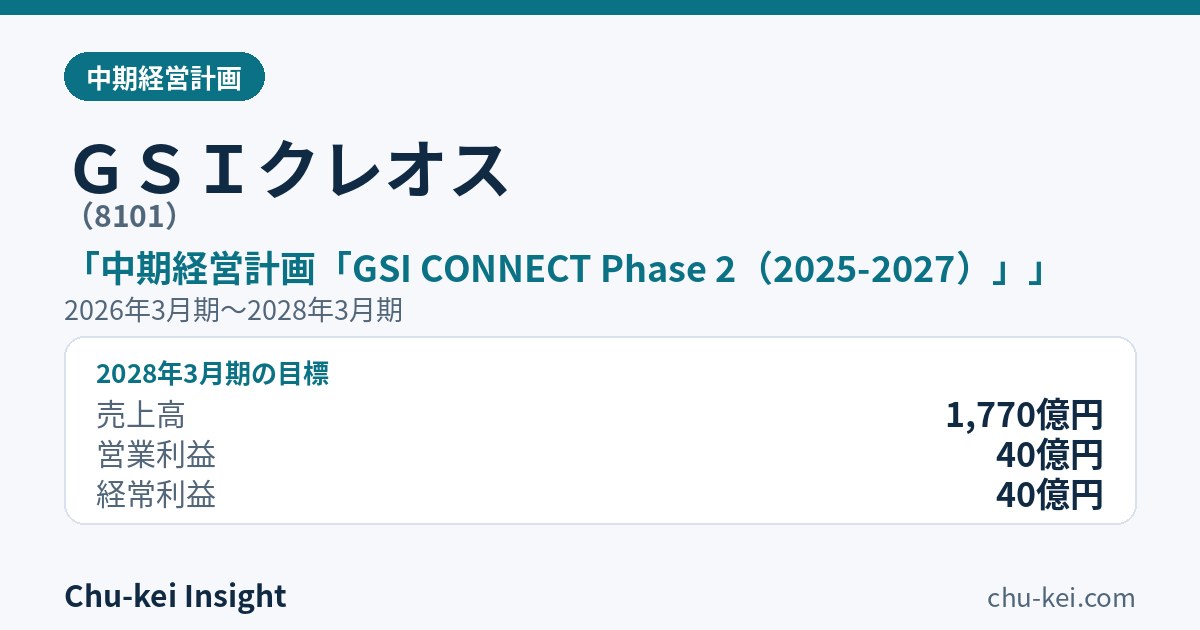 中期経営計画
ＧＳＩクレオス
（8101）
「中期経営計画「GSI CONNECT Phase 2（2025-2027）」」
2026年3月期～2028年3月期
2028年3月期の目標
売上高 1,770億円
営業利益 40億円
経常利益 40億円
Chu-kei Insight chu-kei.com